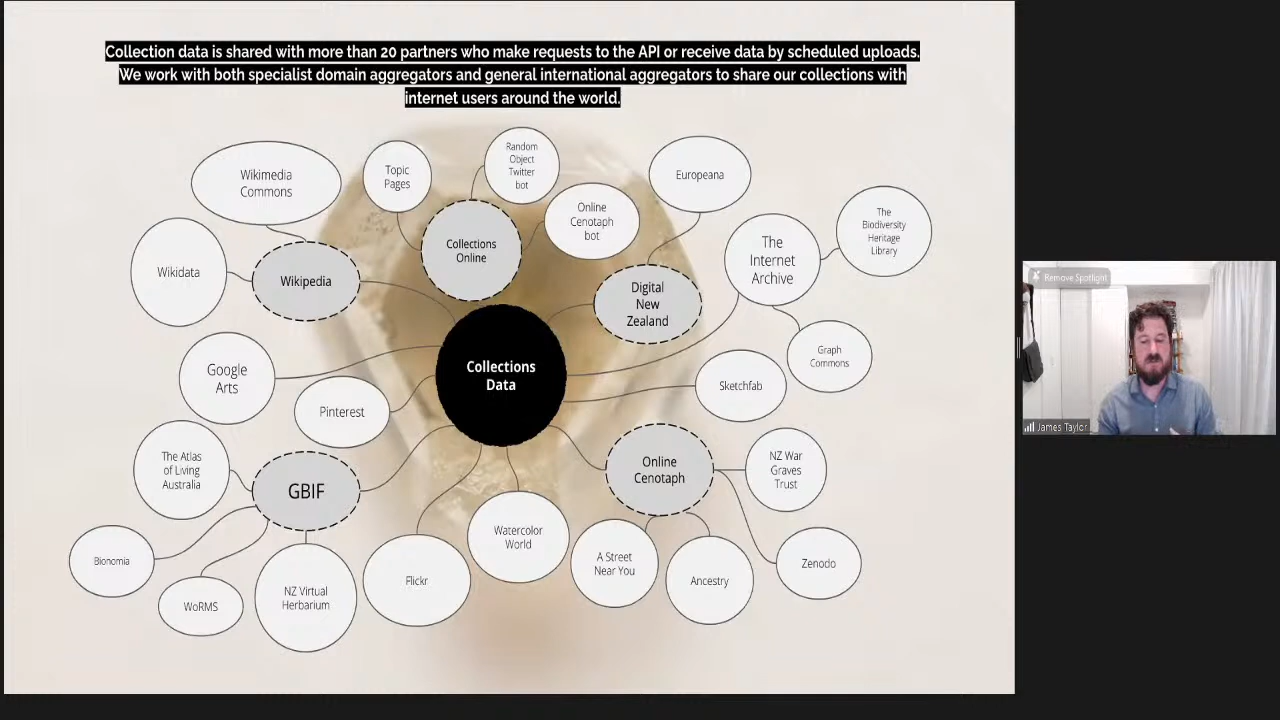 Collection data is shared with more than 20 partners who make requests to the API or receive data by scheduled uploads.
We work with both specialist domain aggregators and general international aggregators to share our collections with
internet users around the world.
Wikimedia
Commons
Topic
Pages
Random
Object
Twitter
bot
Europeana
Online
Cenotaph
bot
The
Biodiversity
Heritage
Library
Collections
Online
The
Internet
Archive
Wikidata
Wikipedia
Digital
New
Zealand
Collections
Data
Graph
Commons
Google
Arts
Sketchfab
Pinterest
The Atlas
of Living
Australia
GBIF
Online
Cenotaph
NZ War
Graves
Trust
Watercolor
World
Bionomia
A Street
Near You
Zenodo
Flickr
Ancestry
WoRMS
NZ Virtual
Herbarium
Remove Spotlight
James Taylor